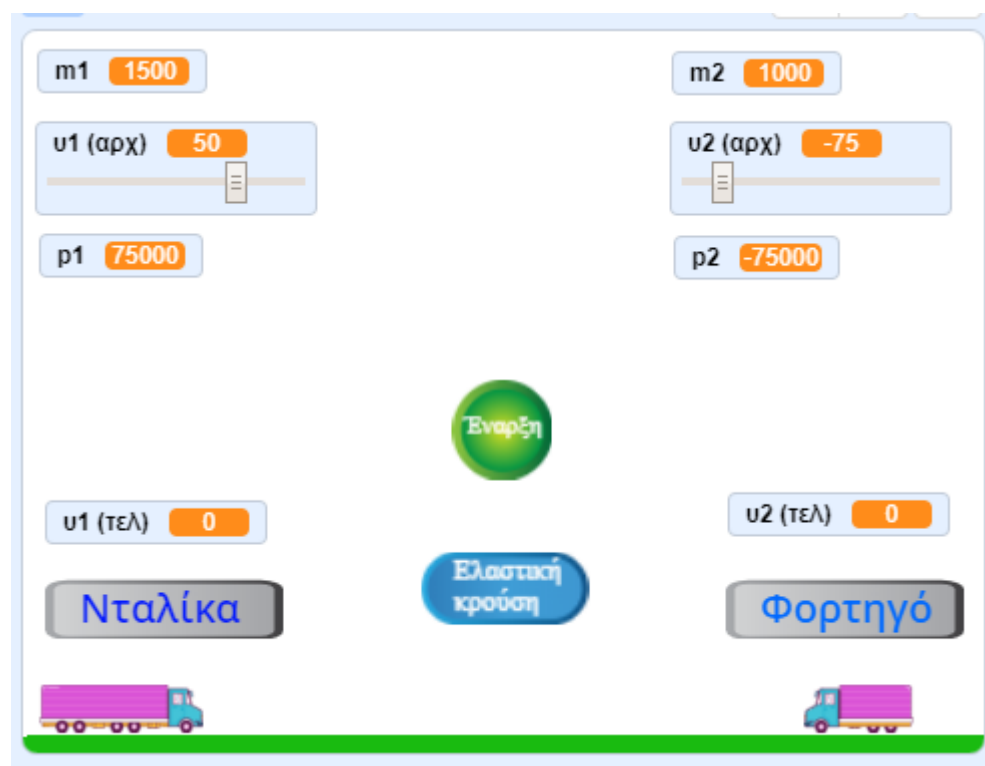 m1 1500
m2 1000
υ1 (αρχ) 50
υ2 (αρχ) -75
p1 75000
p2 -75000
Έναρξη
υ1 (τελ) 0
υ2 (τελ) 0
Ελαστική
κρούση
Νταλίκα
Φορτηγό